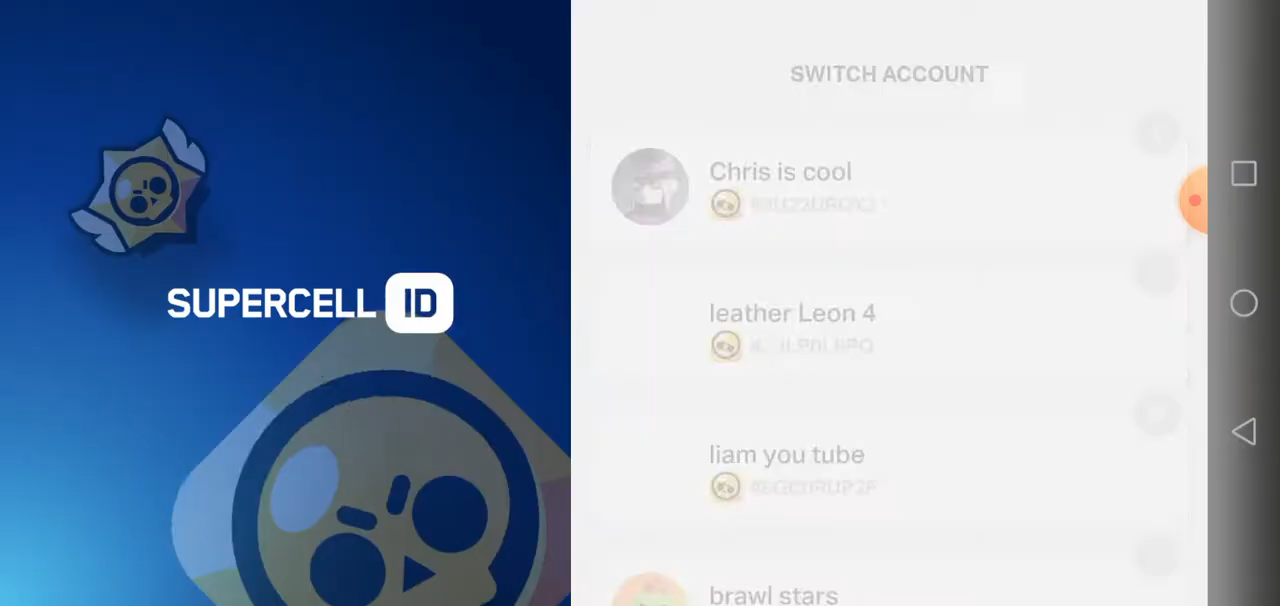 SUPERCELL ID
SWITCH ACCOUNT
Chris is cool
leather Leon 4
liam you tube
brawl stars